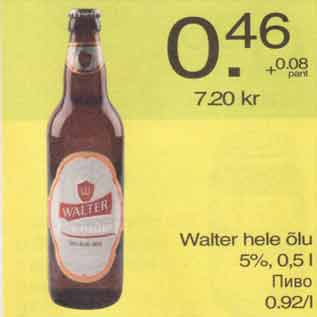 0.46
+0.08
pant
7.20 kr
WALTER
Walter hele õlu
5%, 0,5 l
Пиво
0.92/l